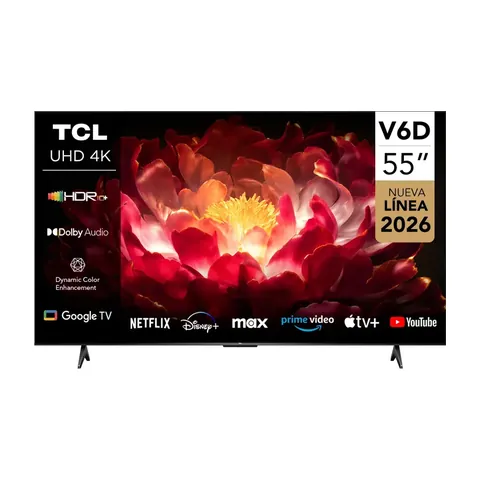 TCL
UHD 4K
HDR10+
Dolby Audio
Dynamic Color
Enhancement
Google TV
V6D
55”
NUEVA
LÍNEA
2026
NETFLIX
Disney+
max
prime video
tv+
YouTube